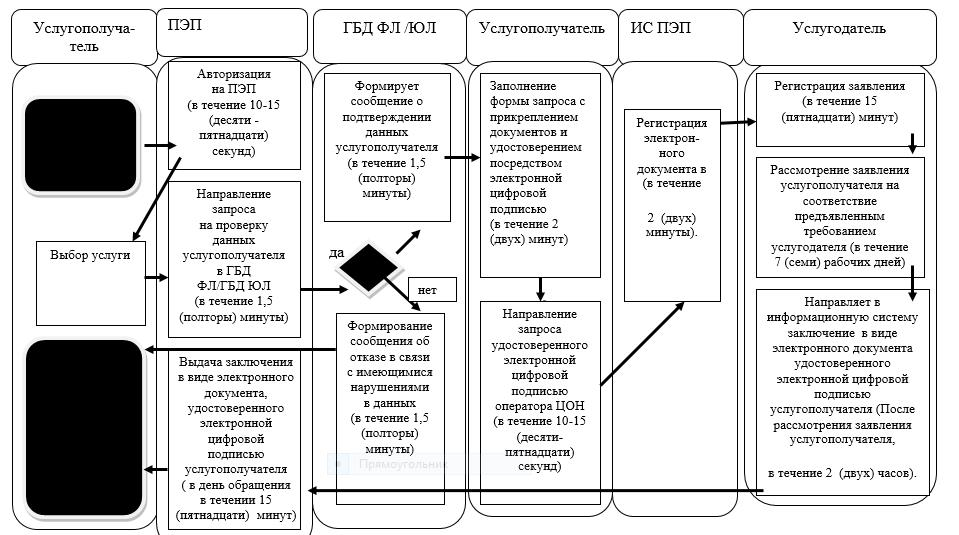 Услугополуча-
тель
ПЭП
ГБД ФЛ /ЮЛ
Услугополучатель
ИС ПЭП
Услугодатель
Авторизация
на ПЭП
(в течение 10-15
(десяти -
пятнадцати)
секунд)
Выбор услуги
Направление
запроса
на проверку
данных
услугополучателя
в ГБД
ФЛ/ГБД ЮЛ
(в течение 1,5
(полторы) минуты)
Выдача заключения
в виде электронного
документа,
удостоверенного
электронной
цифровой
подписью
услугополучателя
( в день обращения
в течении 15
(пятнадцати) минут)
Формирует
сообщение о
подтверждении
данных
услугополучателя
(в течение 1,5
(полторы)
минуты)
да
нет
Формирование
сообщения об
отказе в связи
с имеющимися
нарушениями
в данных
(в течение 1,5
(полторы)
минуты)
Прямоугольник
Заполнение
формы запроса с
прикреплением
документов и
удостоверением
посредством
электронной
цифровой
подписью
(в течение 2
(двух) минут)
Направление
запроса
удостоверенного
электронной
цифровой
подписью
оператора ЦОН
(в течение 10-15
(десяти-
пятнадцати)
секунд)
Регистрация
электрон-
ного
документа в
(в течение
2 (двух)
минуты).
Регистрация заявления
(в течение 15
(пятнадцати) минут)
Рассмотрение заявления
услугополучателя на
соответствие
предъявленным
требованием
услугодателя (в течение
7 (семи) рабочих дней)
Направляет в
информационную систему
заключение в виде
электронного документа
удостоверенного
электронной цифровой
подписью
услугополучателя (После
рассмотрения заявления
услугополучателя,
в течение 2 (двух) часов).